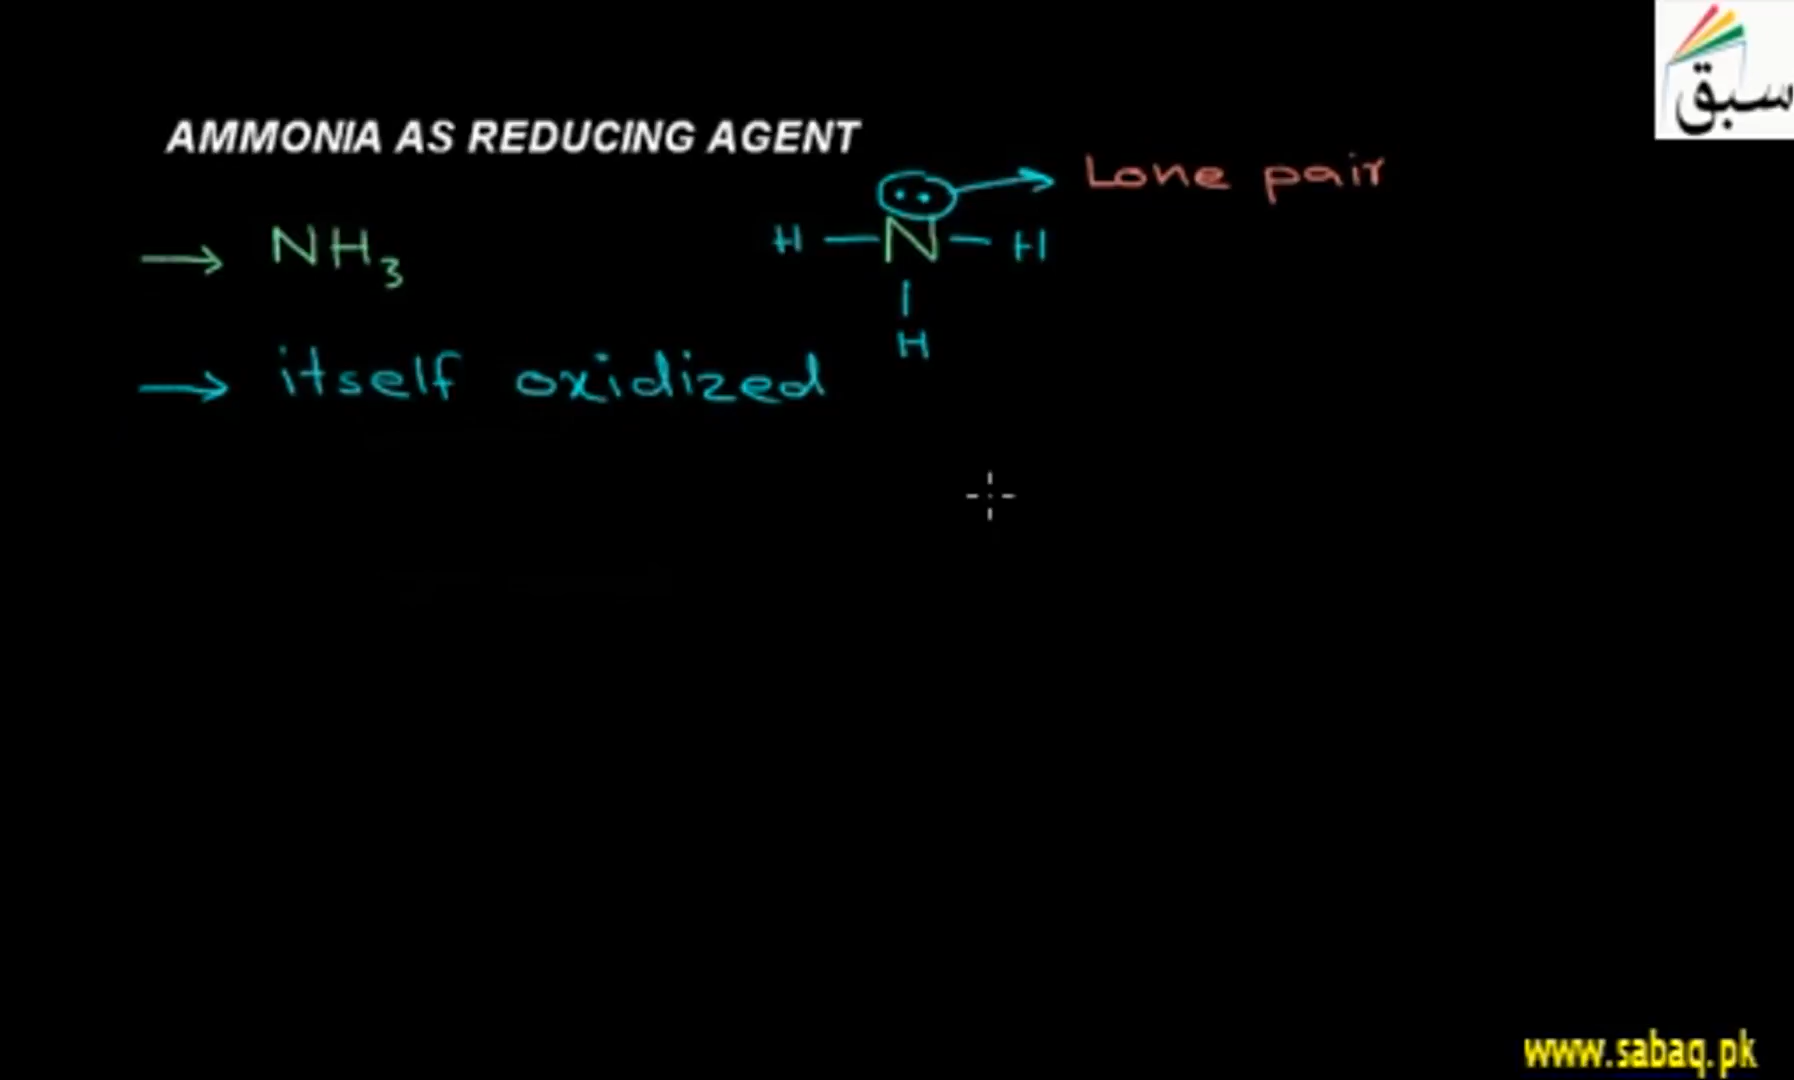 سبق
AMMONIA AS REDUCING AGENT
Lone pair
→ NH₃
H — N — H
|
H
→ itself oxidized
www.sabaq.pk